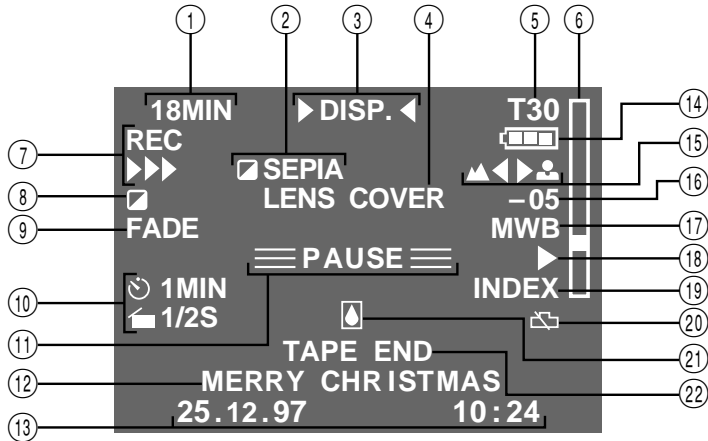 1 2 3 4 5 6
18MIN DISP. T30
14
REC
7 15
SEPIA
8 LENS COVER -05 16
9 FADE MWB 17
PAUSE 18
1MIN INDEX 19
10 1/2S 20
11 21
TAPE END
12 MERRY CHRISTMAS 22
13 25.12.97 10:24